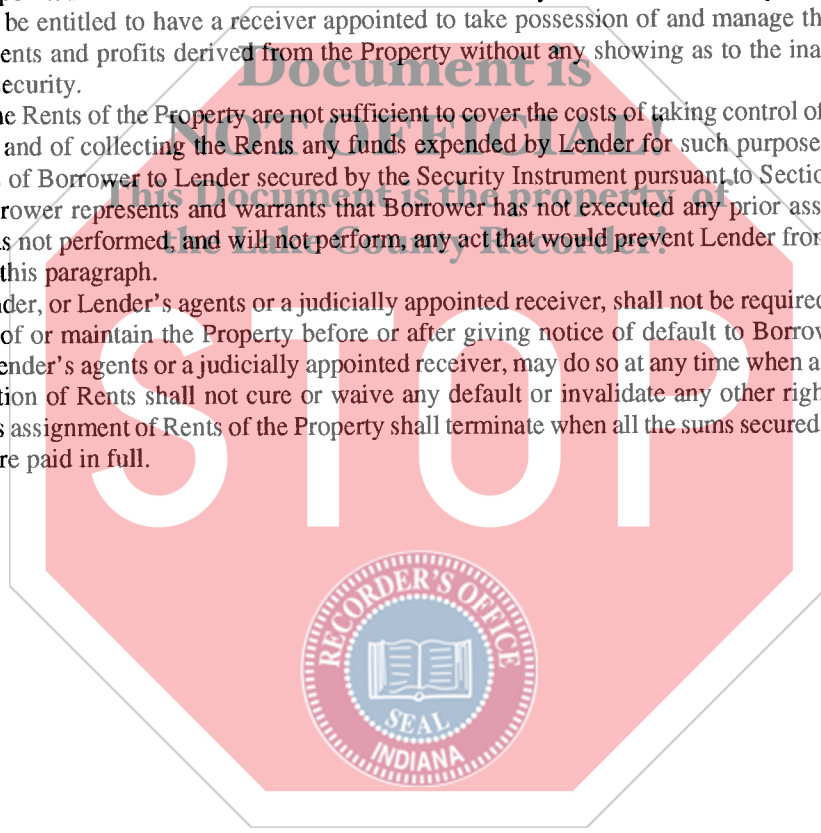 be entitled to have a receiver appointed to take possession of and manage th
ents and profits derived from the Property without any showing as to the ina
ecurity.
e Rents of the Property are not sufficient to cover the costs of taking control of
and of collecting the Rents any funds expended by Lender for such purpose
of Borrower to Lender secured by the Security Instrument pursuant to Sectio
rower represents and warrants that Borrower has not executed any prior ass
s not performed, and will not perform, any act that would prevent Lender from
this paragraph.
der, or Lender's agents or a judicially appointed receiver, shall not be required
of or maintain the Property before or after giving notice of default to Borrow
ender's agents or a judicially appointed receiver, may do so at any time when a
tion of Rents shall not cure or waive any default or invalidate any other righ
s assignment of Rents of the Property shall terminate when all the sums secured
re paid in full.
Document is
NOT OFFICIAL!
This Document is the property of
the Lake County Recorder!
STOP
RECORDER'S OFFICE
SEAL
INDIANA